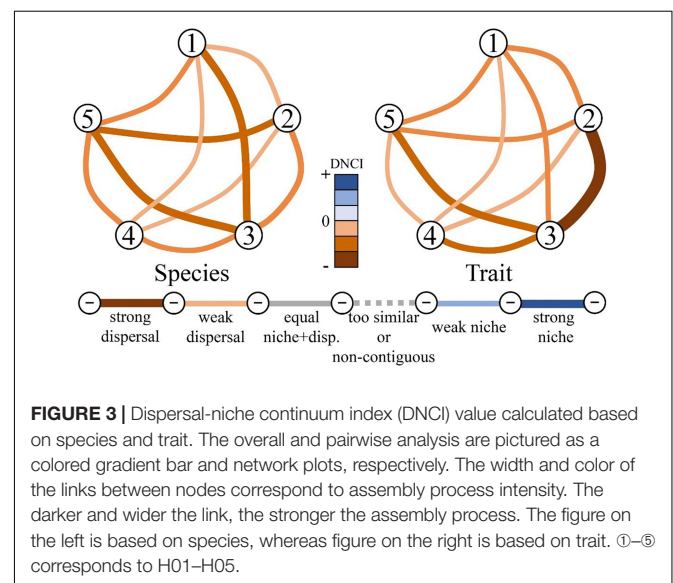 1
2
3
4
5
1
2
3
4
5
DNCI
+
0
-
Species
Trait
− − − − − − −
strong
dispersal
weak
dispersal
equal
niche+disp.
too similar
or
non-contiguous
weak niche
strong
niche
FIGURE 3 | Dispersal-niche continuum index (DNCI) value calculated based
on species and trait. The overall and pairwise analysis are pictured as a
colored gradient bar and network plots, respectively. The width and color of
the links between nodes correspond to assembly process intensity. The
darker and wider the link, the stronger the assembly process. The figure on
the left is based on species, whereas figure on the right is based on trait. ①–⑤
corresponds to H01–H05.